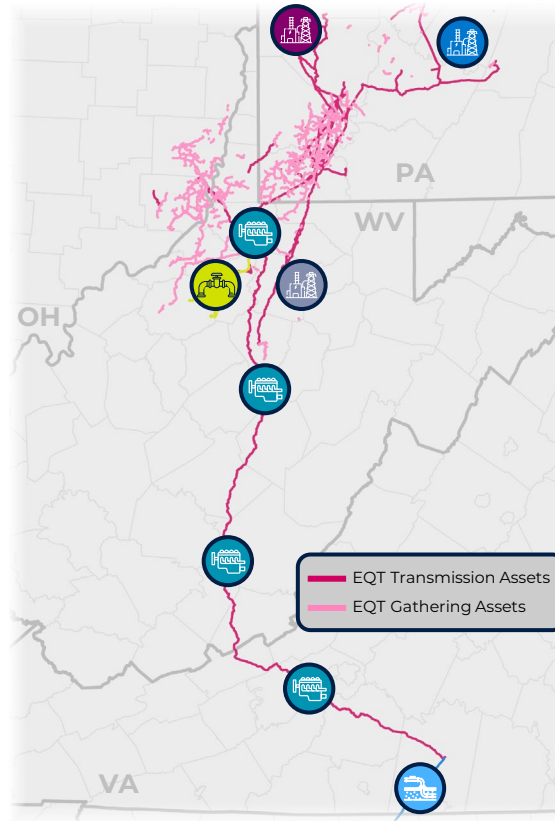 PA
WV
OH
EQT Transmission Assets
EQT Gathering Assets
VA